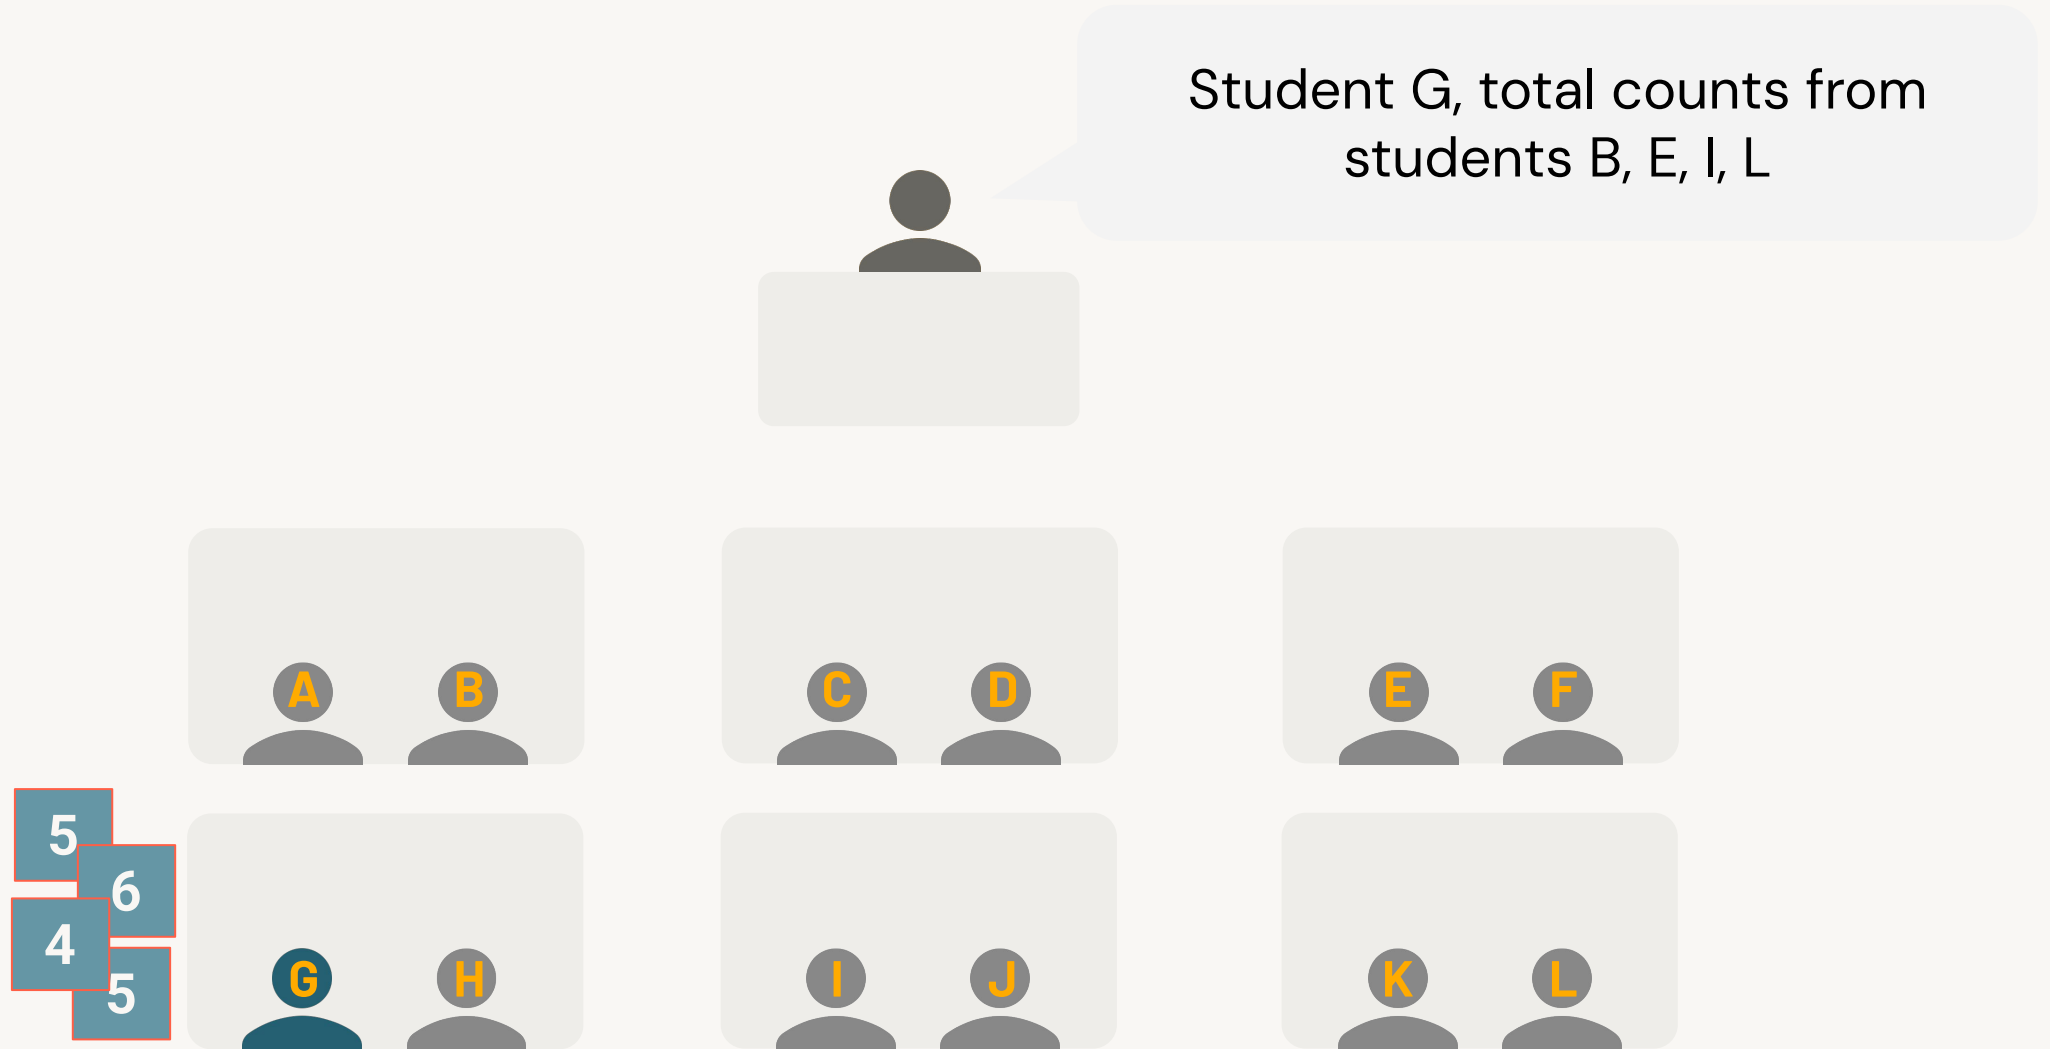 Student G, total counts from
students B, E, I, L
A B C D E F
5
6
4
5
G H I J K L